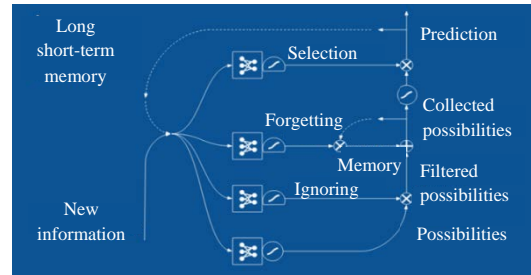 Long
short-term
memory
Prediction
Selection
Collected
possibilities
Forgetting
Memory
Filtered
possibilities
Ignoring
New
information
Possibilities